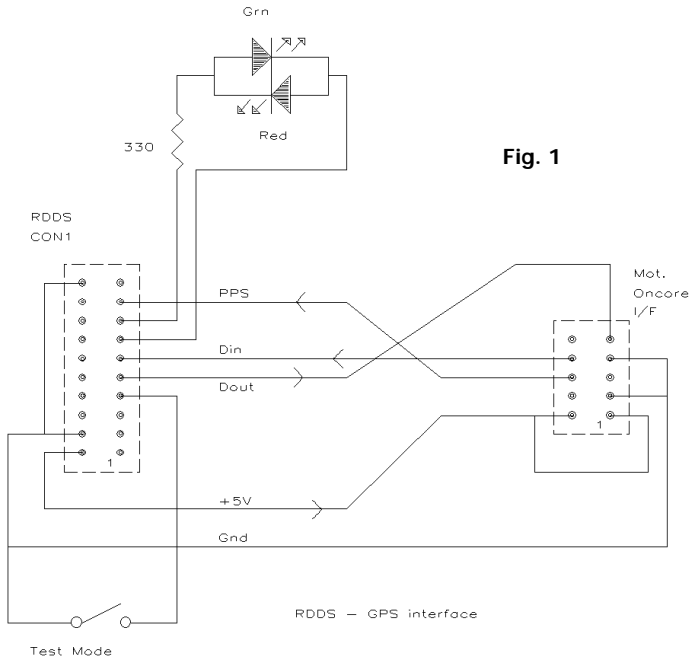 Grn
Red
330
Fig. 1
RDDS
CON1
PPS
Mot.
Oncore
I/F
Din
Dout
1
1
+5V
Gnd
RDDS – GPS interface
Test Mode